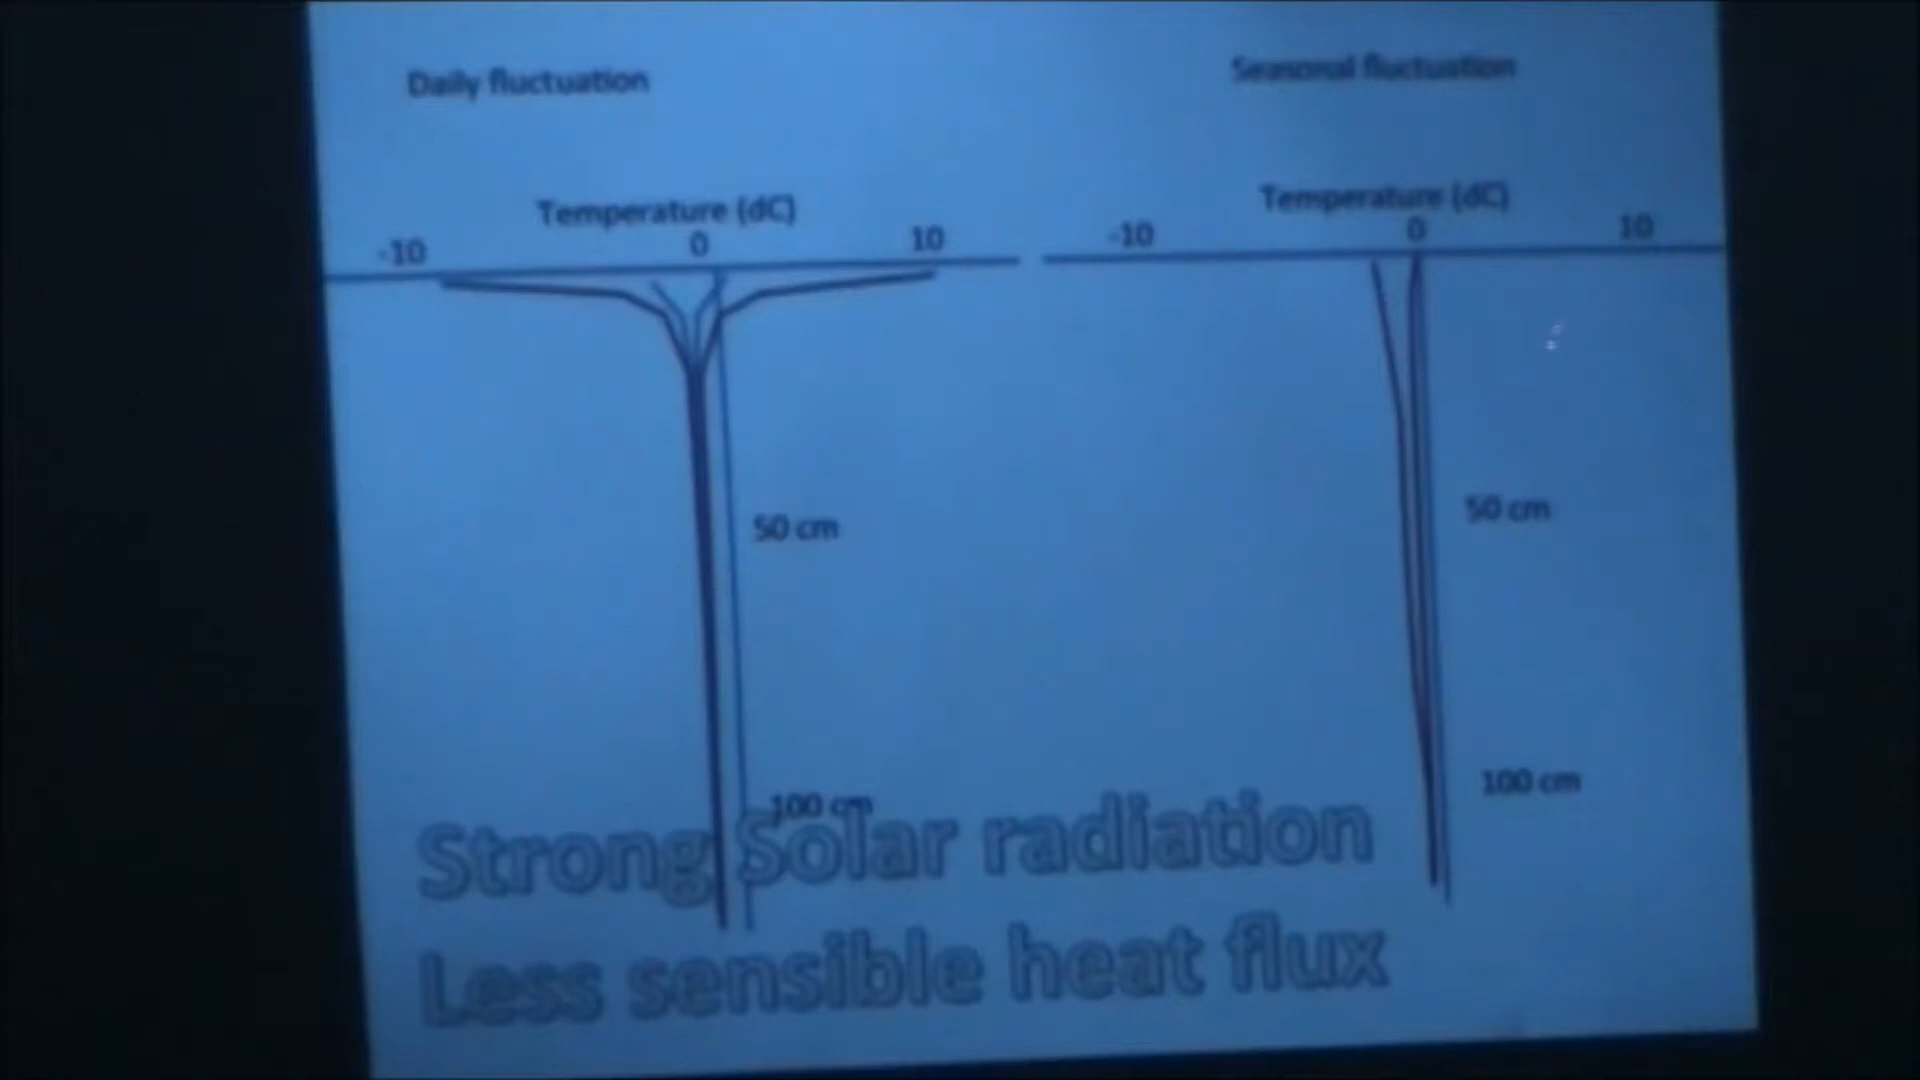 Daily fluctuation
Temperature (dC)
-10 0 10
50 cm
100 cm
Seasonal fluctuation
Temperature (dC)
-10 0 10
50 cm
100 cm
Strong Solar radiation
Less sensible heat flux